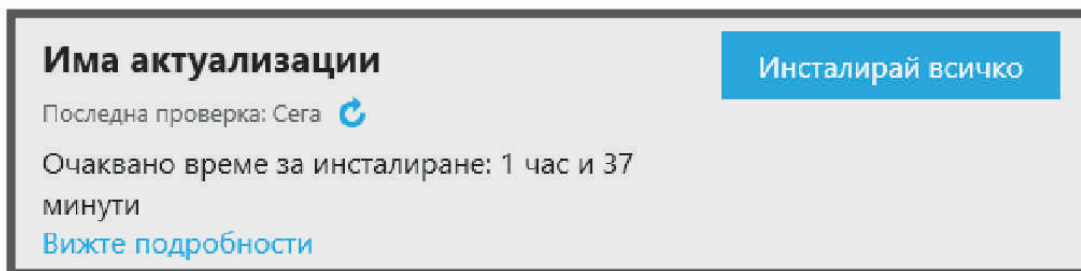 Има актуализации
Инсталирай всичко
Последна проверка: Сега
Очаквано време за инсталиране: 1 час и 37
минути
Вижте подробности